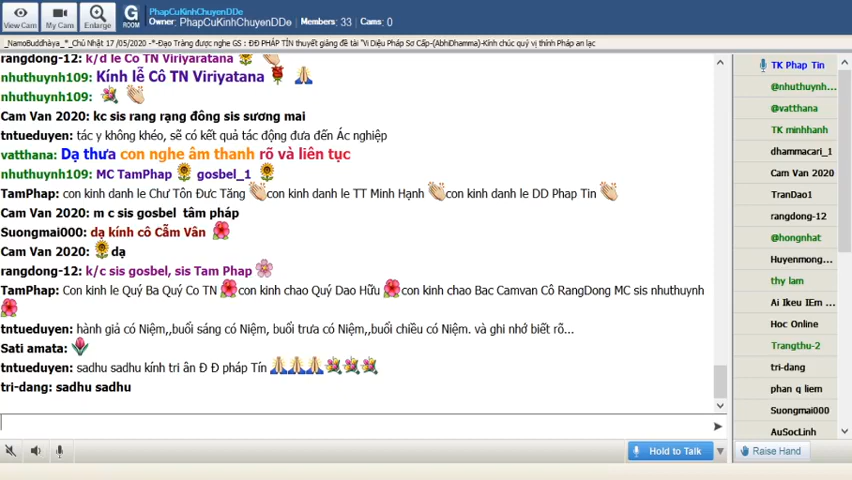 View Cam
My Cam
Enlarge
G
ROOM
PhapCuKinhChuyenDDe
Owner: PhapCuKinhChuyenDDe Members: 33 Cams: 0
_NamoBuddhàya_*_Chủ Nhật 17 /05/2020 -*-Đạo Tràng được nghe GS : ĐĐ PHÁP TÍN thuyết giảng đề tài "Vi Diệu Pháp Sơ Cấp-(AbhiDhamma)-Kính chúc quý vị thính Pháp an lạc
rangdong-12: k/d le Co TN Viriyaratana
nhuthuynh109: Kính lễ Cô TN Viriyatana
nhuthuynh109:
Cam Van 2020: kc sis rang rạng đông sis sương mai
tntueduyen: tác y không khéo, sẽ có kết quả tác động đưa đến Ác nghiệp
vatthana: Dạ thưa con nghe âm thanh rõ và liên tục
nhuthuynh109: MC TamPhap gosbel_1
TamPhap: con kinh danh le Chư Tôn Đưc Tăng con kinh danh le TT Minh Hạnh con kinh danh le DD Phap Tin
Cam Van 2020: m c sis gosbel tâm pháp
Suongmai000: dạ kính cô Cẫm Vân
Cam Van 2020: dạ
rangdong-12: k/c sis gosbel, sis Tam Phap
TamPhap: Con kinh le Quý Ba Quý Co TN con kinh chao Quý Dao Hữu con kinh chao Bac Camvan Cô RangDong MC sis nhuthuynh
tntueduyen: hành giả có Niệm,,buổi sáng có Niệm, buổi trưa có Niệm,,buổi chiều có Niệm. và ghi nhớ biết rõ...
Sati amata:
tntueduyen: sadhu sadhu kính tri ân Đ Đ pháp Tín
tri-dang: sadhu sadhu
Hold to Talk
TK Phap Tin
@nhuthuynh...
@vatthana
TK minhhanh
dhammacari_1
Cam Van 2020
TranDao1
rangdong-12
@hongnhat
Huyenmong...
thy lam
Ai Ikeu IEm ...
Hoc Online
Trangthu-2
tri-dang
phan q liem
Suongmai000
AuSocLinh
Raise Hand